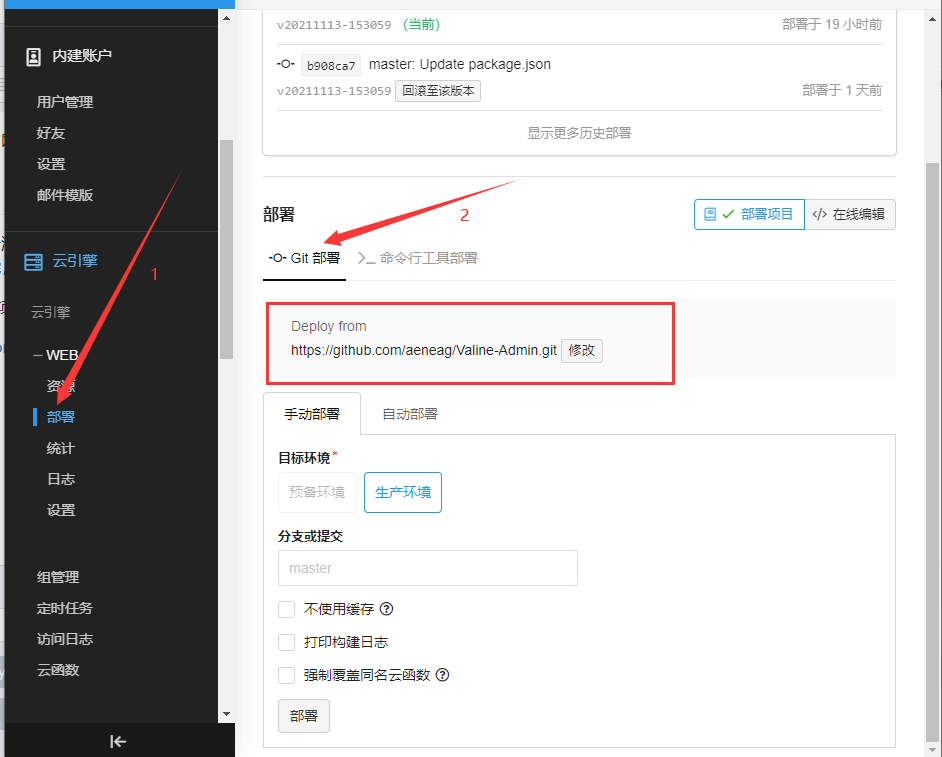 内建账户
用户管理
好友
设置
邮件模版
云引擎
1
云引擎
WEB
资源
部署
统计
日志
设置
组管理
定时任务
访问日志
云函数
v20211113-153059 (当前) 部署于 19 小时前
b908ca7 master: Update package.json
v20211113-153059 回滚至该版本 部署于 1 天前
显示更多历史部署
部署 2 部署项目 </> 在线编辑
Git 部署 >_ 命令行工具部署
Deploy from
https://github.com/aeneag/Valine-Admin.git 修改
手动部署 自动部署
目标环境*
预备环境 生产环境
分支或提交
master
不使用缓存 ?
打印构建日志
强制覆盖同名云函数 ?
部署